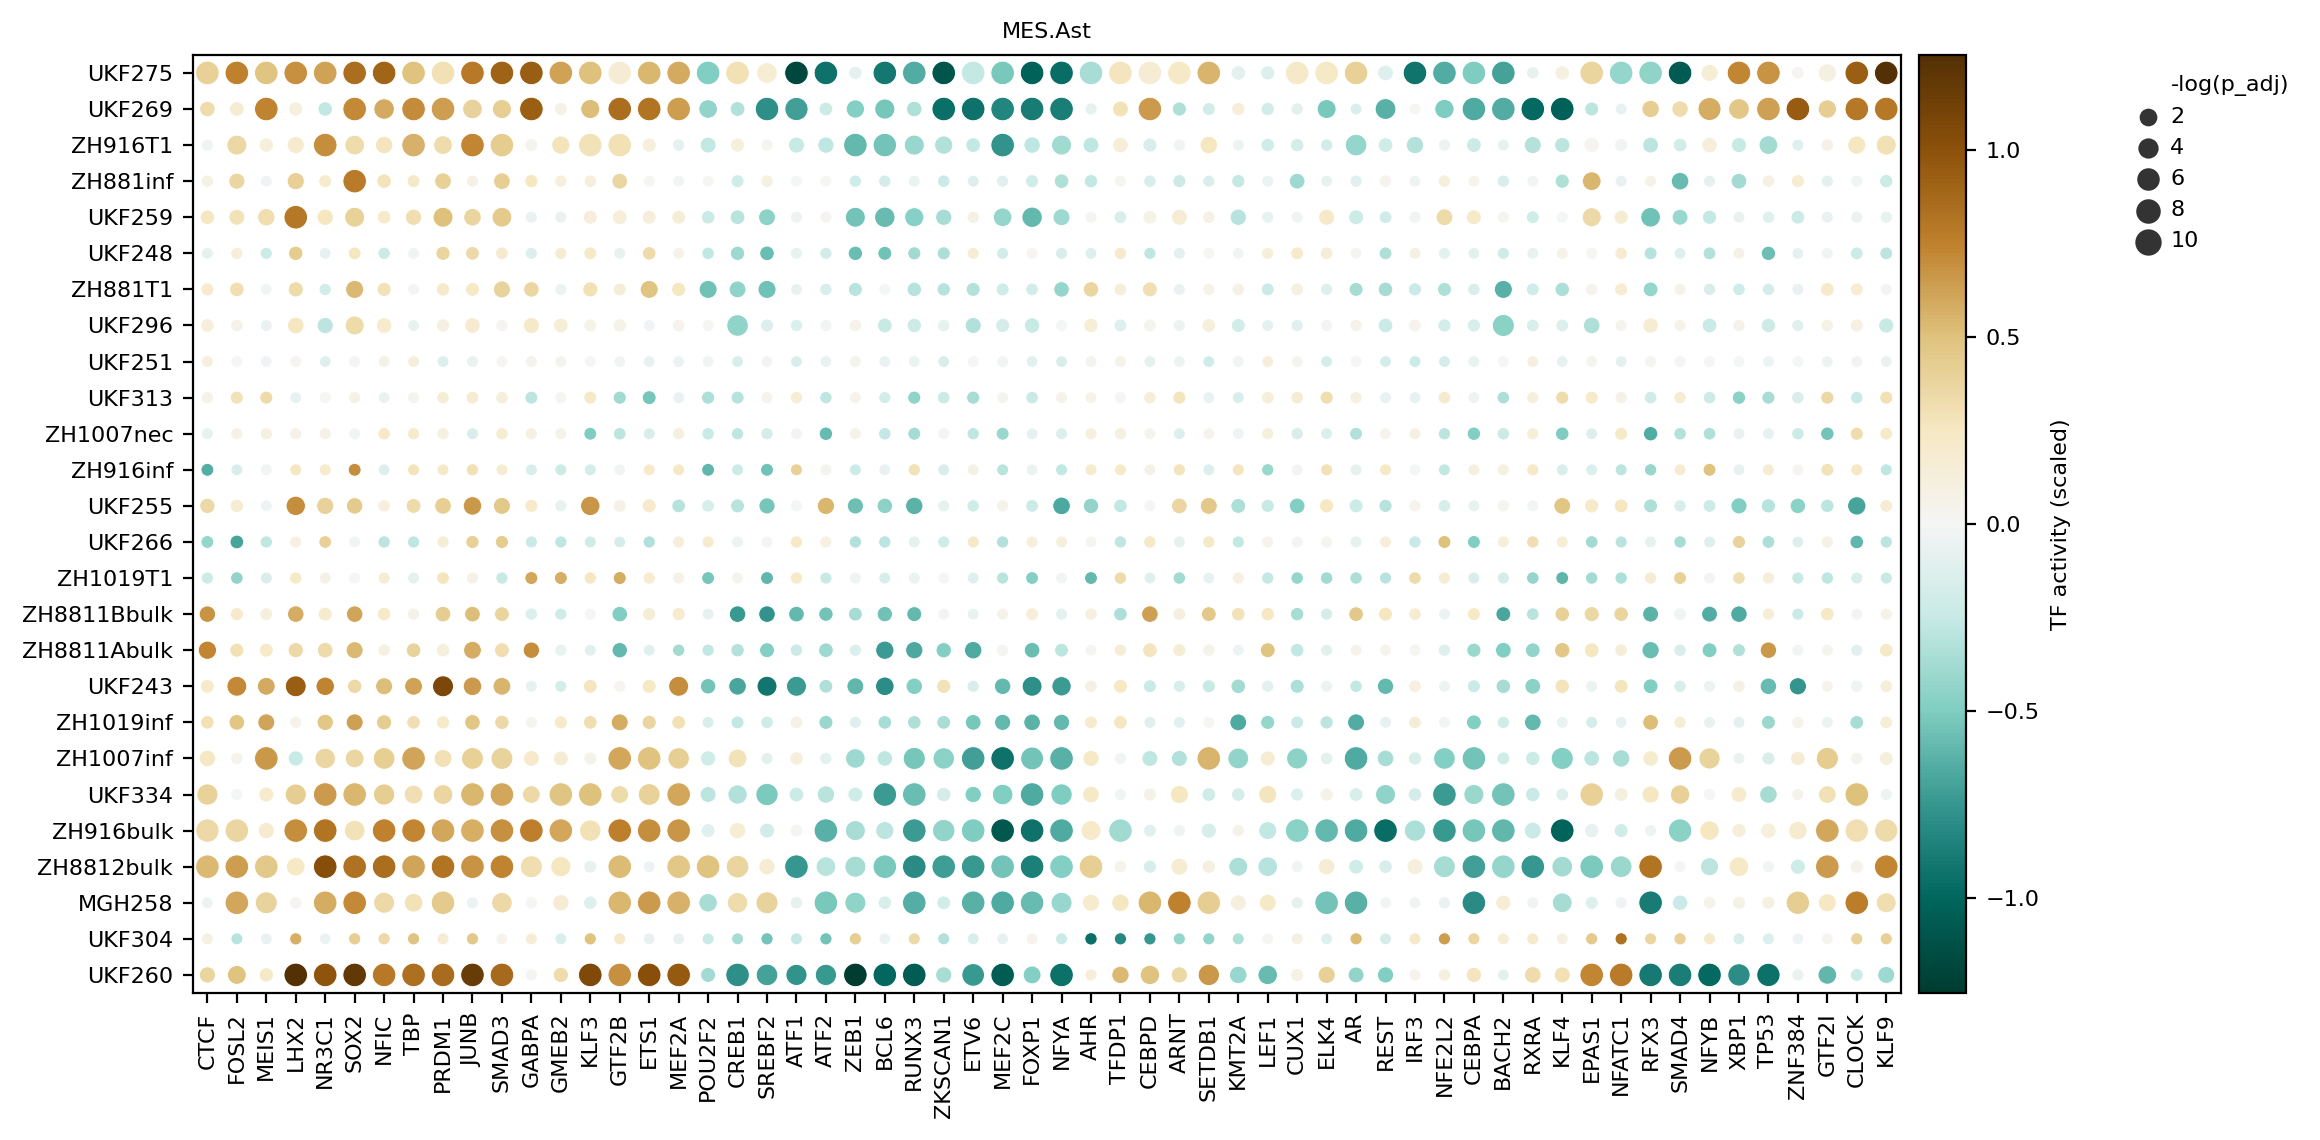 MES.Ast
UKF275
UKF269
ZH916T1
ZH881inf
UKF259
UKF248
ZH881T1
UKF296
UKF251
UKF313
ZH1007nec
ZH916inf
UKF255
UKF266
ZH1019T1
ZH8811Bbulk
ZH8811Abulk
UKF243
ZH1019inf
ZH1007inf
UKF334
ZH916bulk
ZH8812bulk
MGH258
UKF304
UKF260
CTCF
FOSL2
MEIS1
LHX2
NR3C1
SOX2
NFIC
TBP
PRDM1
JUNB
SMAD3
GABPA
GMEB2
KLF3
GTF2B
ETS1
MEF2A
POU2F2
CREB1
SREBF2
ATF1
ATF2
ZEB1
BCL6
RUNX3
ZKSCAN1
ETV6
MEF2C
FOXP1
NFYA
AHR
TFDP1
CEBPD
ARNT
SETDB1
KMT2A
LEF1
CUX1
ELK4
AR
REST
IRF3
NFE2L2
CEBPA
BACH2
RXRA
KLF4
EPAS1
NFATC1
RFX3
SMAD4
NFYB
XBP1
TP53
ZNF384
GTF2I
CLOCK
KLF9
1.0
0.5
0.0
−0.5
−1.0
TF activity (scaled)
-log(p_adj)
2
4
6
8
10